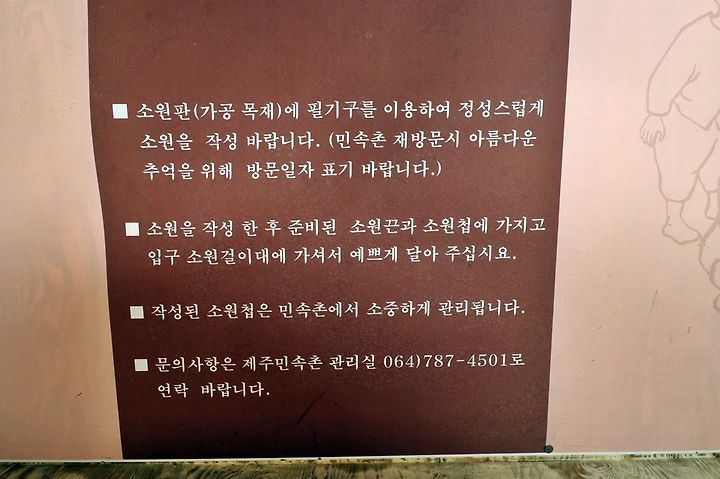 ■ 소원판(가공 목재)에 필기구를 이용하여 정성스럽게
소원을 작성 바랍니다. (민속촌 재방문시 아름다운
추억을 위해 방문일자 표기 바랍니다.)
■ 소원을 작성 한 후 준비된 소원끈과 소원첩에 가지고
입구 소원걸이대에 가셔서 예쁘게 달아 주십시요.
■ 작성된 소원첩은 민속촌에서 소중하게 관리됩니다.
■ 문의사항은 제주민속촌 관리실 064)787-4501로
연락 바랍니다.